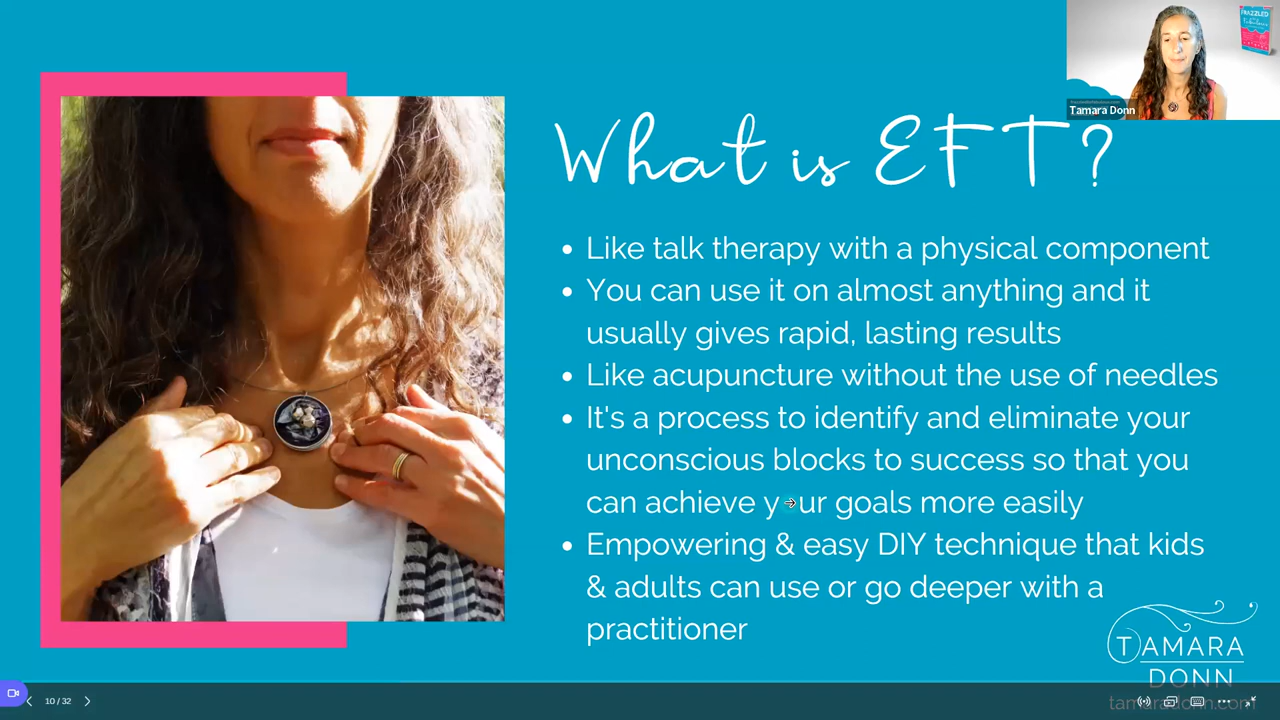 FRAZZLED
Tamara Donn
What is EFT?
• Like talk therapy with a physical component
• You can use it on almost anything and it
usually gives rapid, lasting results
• Like acupuncture without the use of needles
• It's a process to identify and eliminate your
unconscious blocks to success so that you
can achieve y ur goals more easily
• Empowering & easy DIY technique that kids
& adults can use or go deeper with a
practitioner
TAMARA
DONN
tamaradonn.com
10 / 32